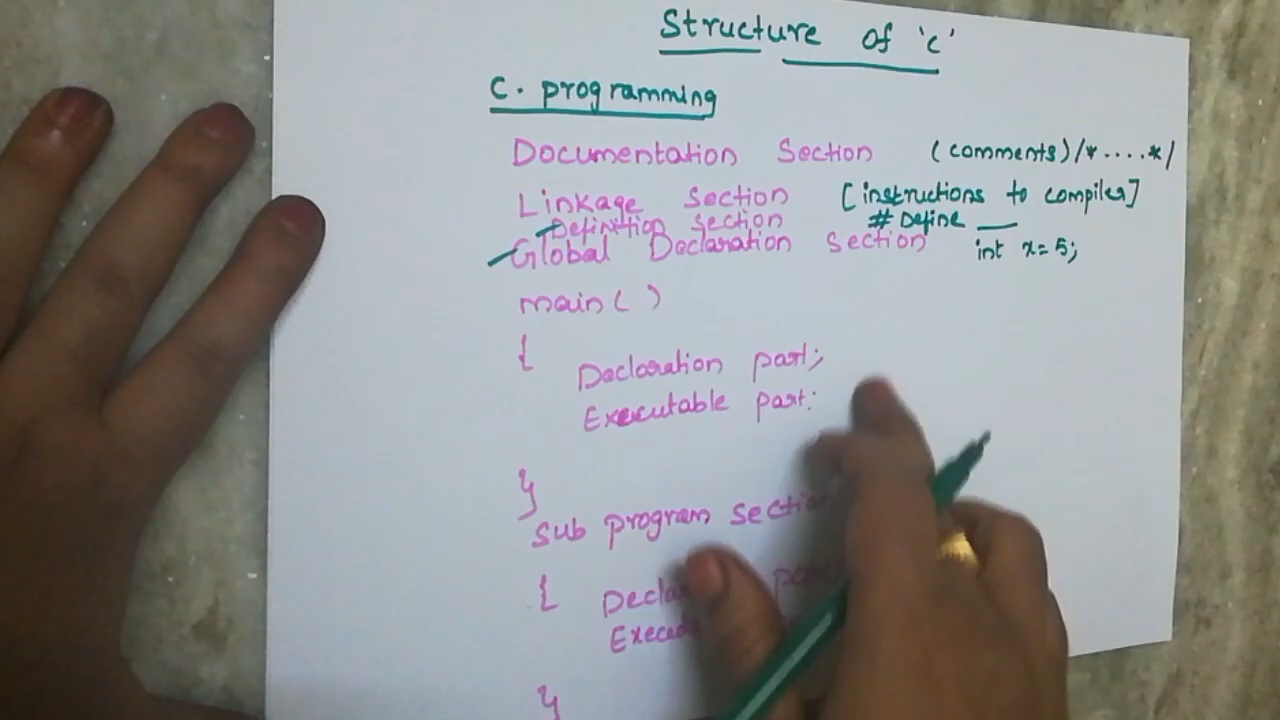 Structure of 'c'
C. programming
Documentation Section (comments) /*....*/
Linkage Section [instructions to compiler]
Definition section # Define __
Global Declaration section int x=5;
main( )
{
Declaration part;
Executable part:
}
sub program section
{
}